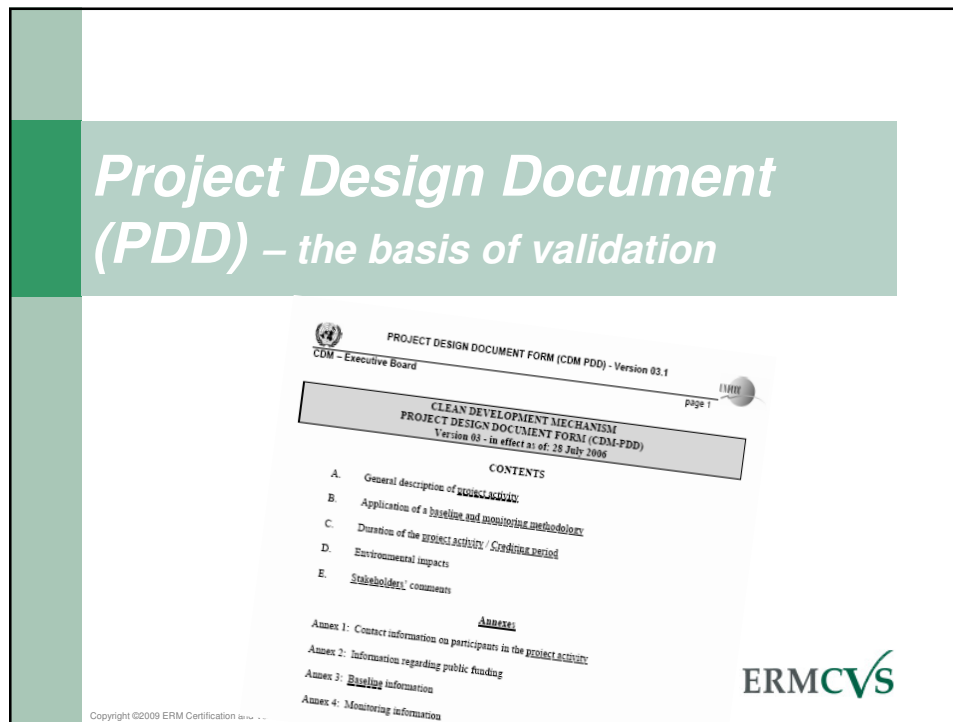 Project Design Document
(PDD) – the basis of validation
PROJECT DESIGN DOCUMENT FORM (CDM PDD) - Version 03.1
CDM – Executive Board
page 1
CLEAN DEVELOPMENT MECHANISM
PROJECT DESIGN DOCUMENT FORM (CDM-PDD)
Version 03 - in effect as of: 28 July 2006
CONTENTS
A. General description of project activity
B. Application of a baseline and monitoring methodology
C. Duration of the project activity / Crediting period
D. Environmental impacts
E. Stakeholders' comments
Annexes
Annex 1: Contact information on participants in the project activity
Annex 2: Information regarding public funding
Annex 3: Baseline information
Annex 4: Monitoring information
ERMCVS
Copyright ©2009 ERM Certification and